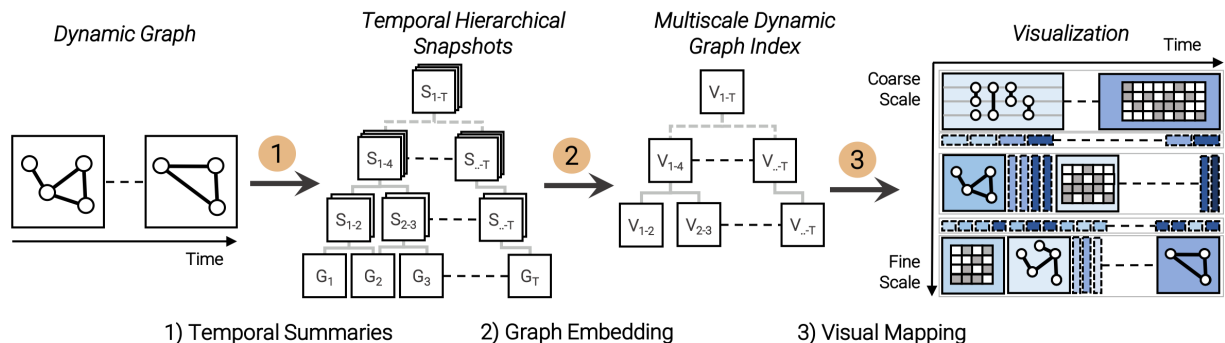 Dynamic Graph
Temporal Hierarchical
Snapshots
Multiscale Dynamic
Graph Index
Visualization
Time
Coarse
Scale
S1-T
V1-T
1
2
3
S1-4
S..-T
V1-4
V..-T
S1-2
S2-3
S..-T
V1-2
V2-3
V..-T
Time
G1
G2
G3
GT
Fine
Scale
1) Temporal Summaries
2) Graph Embedding
3) Visual Mapping